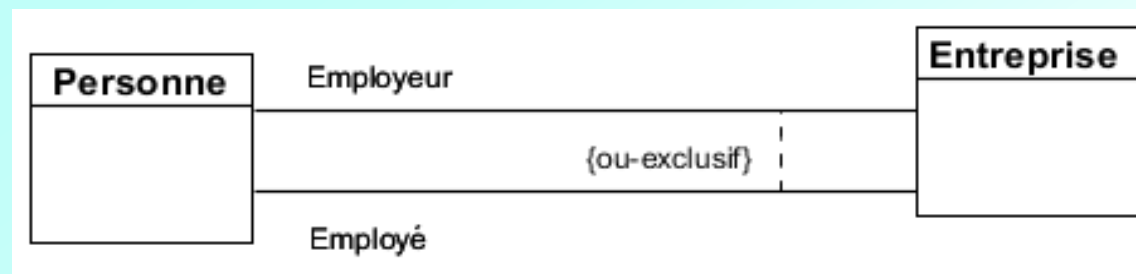 Personne
Employeur
Entreprise
{ou-exclusif}
Employé